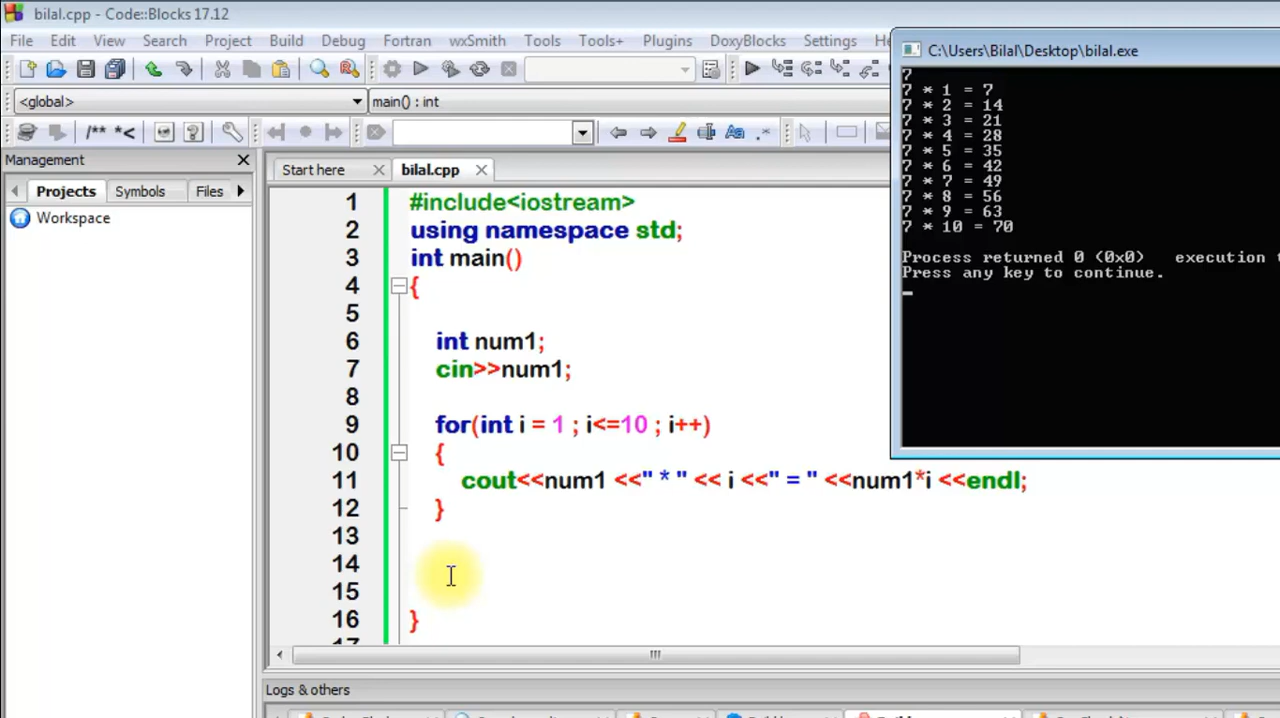 bilal.cpp - Code::Blocks 17.12
File Edit View Search Project Build Debug Fortran wxSmith Tools Tools+ Plugins DoxyBlocks Settings
<global>
main() : int
/** *<
Aa .*
Management
Projects Symbols Files
Workspace
Start here bilal.cpp
1 #include<iostream>
2 using namespace std;
3 int main()
4 {
5
6 int num1;
7 cin>>num1;
8
9 for(int i = 1 ; i<=10 ; i++)
10 {
11 cout<<num1 <<" * " << i <<" = " <<num1*i <<endl;
12 }
13
14
15
16 }
Logs & others
C:\Users\Bilal\Desktop\bilal.exe
7
7 * 1 = 7
7 * 2 = 14
7 * 3 = 21
7 * 4 = 28
7 * 5 = 35
7 * 6 = 42
7 * 7 = 49
7 * 8 = 56
7 * 9 = 63
7 * 10 = 70
Process returned 0 (0x0) execution
Press any key to continue.